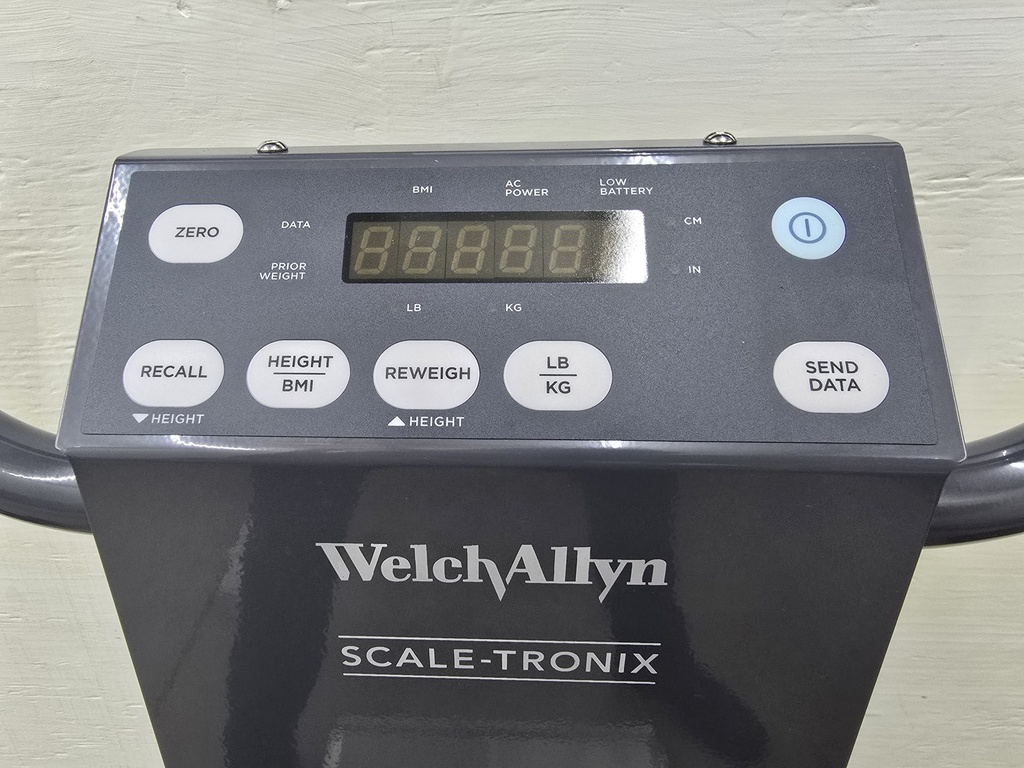 BMI
AC
POWER
LOW
BATTERY
ZERO
DATA
CM
PRIOR
WEIGHT
IN
LB
KG
RECALL
HEIGHT
BMI
REWEIGH
LB
KG
SEND
DATA
▼HEIGHT
▲HEIGHT
WelchAllyn
SCALE-TRONIX